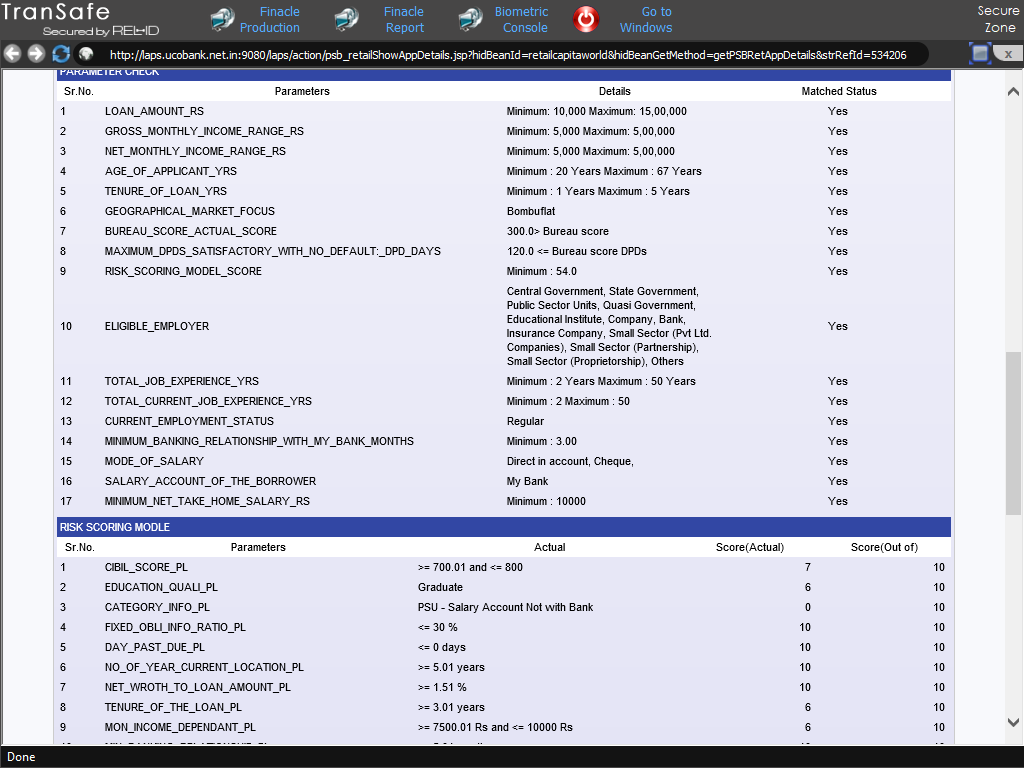 TranSafe
Secured by REL-ID
Finacle Production
Finacle Report
Biometric Console
Go to Windows
Secure Zone
http://laps.ucobank.net.in:9080/laps/action/psb_retailShowAppDetails.jsp?hidBeanId=retailcapitaworld&hidBeanGetMethod=getPSBRetAppDetails&strRefId=534206
x
PARAMETER CHECK
Sr.No. Parameters Details Matched Status
1 LOAN_AMOUNT_RS Minimum: 10,000 Maximum: 15,00,000 Yes
2 GROSS_MONTHLY_INCOME_RANGE_RS Minimum: 5,000 Maximum: 5,00,000 Yes
3 NET_MONTHLY_INCOME_RANGE_RS Minimum: 5,000 Maximum: 5,00,000 Yes
4 AGE_OF_APPLICANT_YRS Minimum : 20 Years Maximum : 67 Years Yes
5 TENURE_OF_LOAN_YRS Minimum : 1 Years Maximum : 5 Years Yes
6 GEOGRAPHICAL_MARKET_FOCUS Bombuflat Yes
7 BUREAU_SCORE_ACTUAL_SCORE 300.0> Bureau score Yes
8 MAXIMUM_DPDS_SATISFACTORY_WITH_NO_DEFAULT:_DPD_DAYS 120.0 <= Bureau score DPDs Yes
9 RISK_SCORING_MODEL_SCORE Minimum : 54.0 Yes
Central Government, State Government,
Public Sector Units, Quasi Government,
Educational Institute, Company, Bank,
10 ELIGIBLE_EMPLOYER Insurance Company, Small Sector (Pvt Ltd. Yes
Companies), Small Sector (Partnership),
Small Sector (Proprietorship), Others
11 TOTAL_JOB_EXPERIENCE_YRS Minimum : 2 Years Maximum : 50 Years Yes
12 TOTAL_CURRENT_JOB_EXPERIENCE_YRS Minimum : 2 Maximum : 50 Yes
13 CURRENT_EMPLOYMENT_STATUS Regular Yes
14 MINIMUM_BANKING_RELATIONSHIP_WITH_MY_BANK_MONTHS Minimum : 3.00 Yes
15 MODE_OF_SALARY Direct in account, Cheque, Yes
16 SALARY_ACCOUNT_OF_THE_BORROWER My Bank Yes
17 MINIMUM_NET_TAKE_HOME_SALARY_RS Minimum : 10000 Yes
RISK SCORING MODLE
Sr.No. Parameters Actual Score(Actual) Score(Out of)
1 CIBIL_SCORE_PL >= 700.01 and <= 800 7 10
2 EDUCATION_QUALI_PL Graduate 6 10
3 CATEGORY_INFO_PL PSU - Salary Account Not with Bank 0 10
4 FIXED_OBLI_INFO_RATIO_PL <= 30 % 10 10
5 DAY_PAST_DUE_PL <= 0 days 10 10
6 NO_OF_YEAR_CURRENT_LOCATION_PL >= 5.01 years 10 10
7 NET_WROTH_TO_LOAN_AMOUNT_PL >= 1.51 % 10 10
8 TENURE_OF_THE_LOAN_PL >= 3.01 years 6 10
9 MON_INCOME_DEPENDANT_PL >= 7500.01 Rs and <= 10000 Rs 6 10
Done